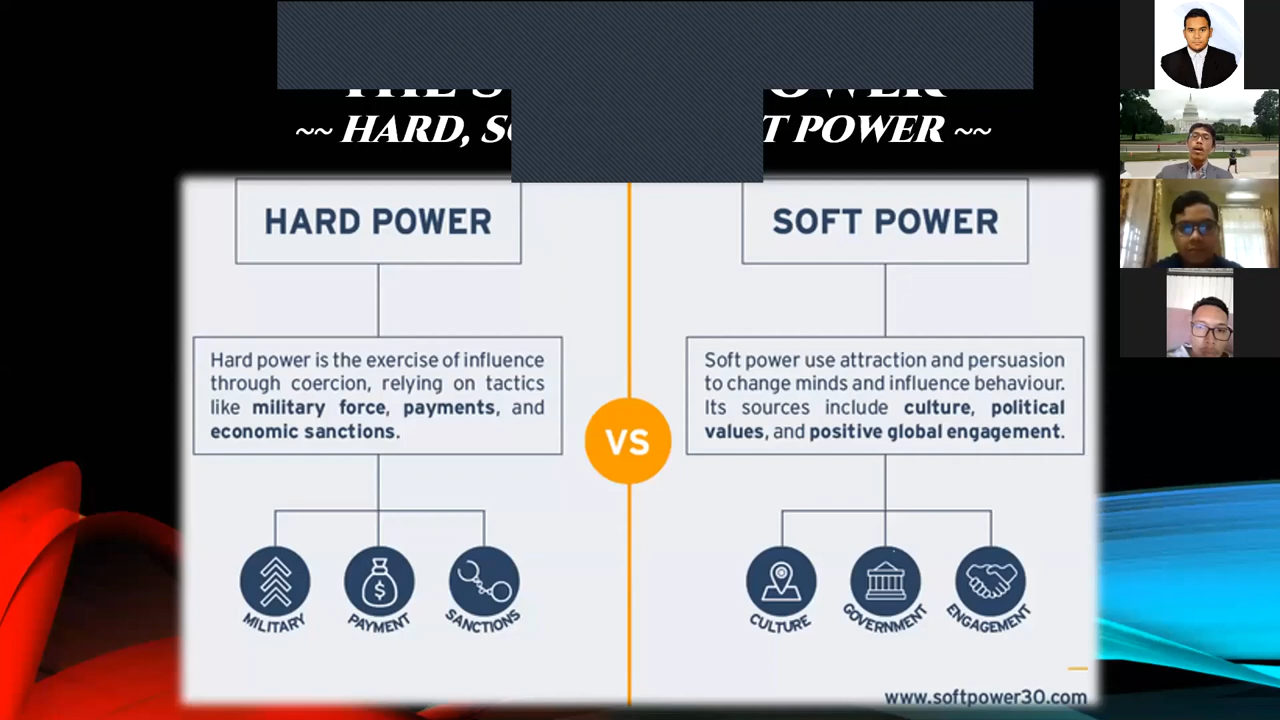 ~~ HARD, T POWER ~~
HARD POWER
Hard power is the exercise of influence
through coercion, relying on tactics
like military force, payments, and
economic sanctions.
MILITARY
PAYMENT
SANCTIONS
VS
SOFT POWER
Soft power use attraction and persuasion
to change minds and influence behaviour.
Its sources include culture, political
values, and positive global engagement.
CULTURE
GOVERNMENT
ENGAGEMENT
www.softpower30.com